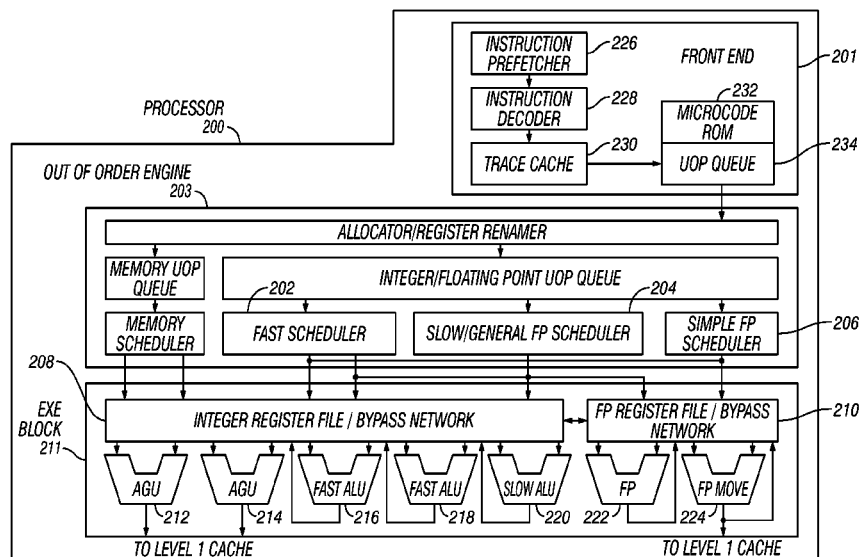 INSTRUCTION
PREFETCHER
226
FRONT END
201
INSTRUCTION
DECODER
228
232
MICROCODE
ROM
PROCESSOR
200
TRACE CACHE
230
UOP QUEUE
234
OUT OF ORDER ENGINE
203
ALLOCATOR/REGISTER RENAMER
MEMORY UOP
QUEUE
INTEGER/FLOATING POINT UOP QUEUE
202
204
MEMORY
SCHEDULER
FAST SCHEDULER
SLOW/GENERAL FP SCHEDULER
SIMPLE FP
SCHEDULER
206
208
EXE
BLOCK
211
INTEGER REGISTER FILE / BYPASS NETWORK
FP REGISTER FILE / BYPASS
NETWORK
210
AGU
212
AGU
214
FAST ALU
216
FAST ALU
218
SLOW ALU
220
FP
222
FP MOVE
224
TO LEVEL 1 CACHE
TO LEVEL 1 CACHE